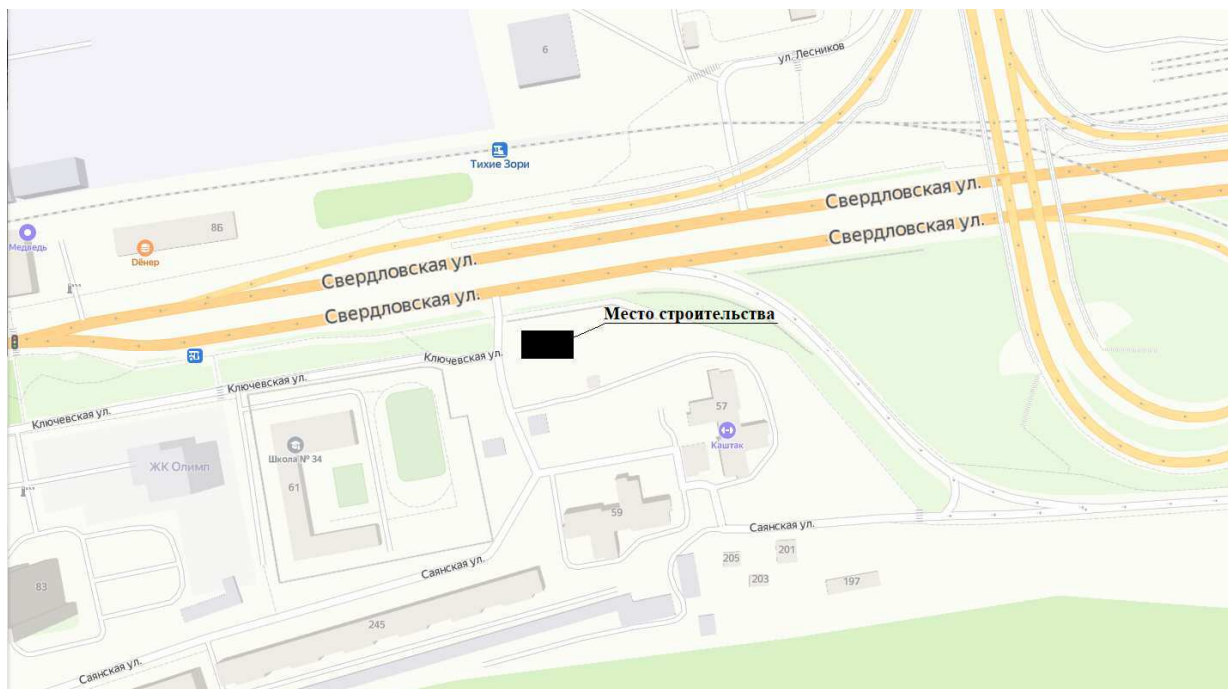 6
ул. Лесников
Тихие Зори
Свердловская ул.
8Б
Медведь
Dёнер
Свердловская ул.
Свердловская ул.
Свердловская ул.
Место строительства
Ключевская ул.
Ключевская ул.
Ключевская ул.
57
Каштак
Школа № 34
ЖК Олимп
61
59
Саянская ул.
201
205
203
197
Саянская ул.
83
245
Саянская ул.